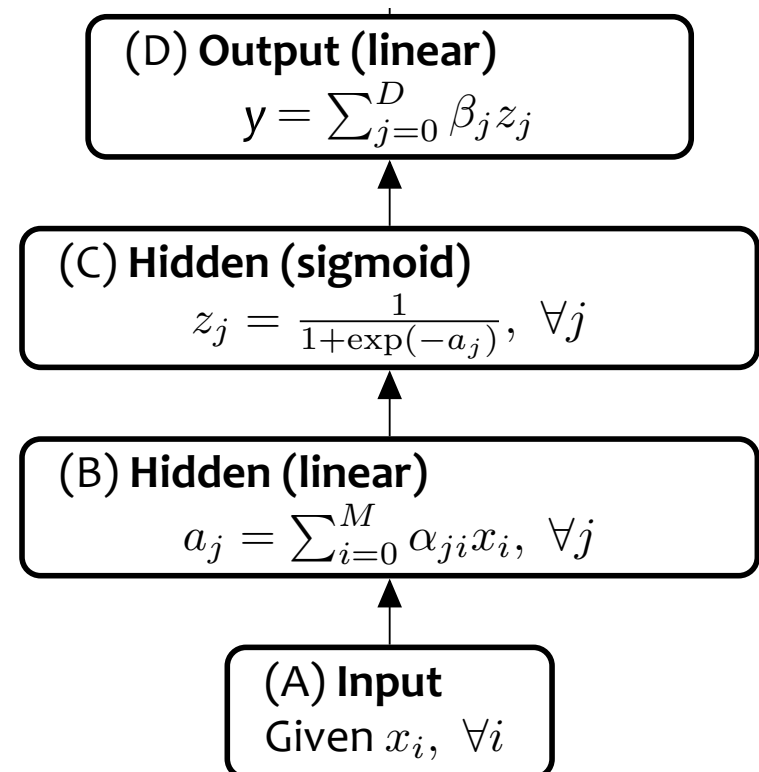 (D) Output (linear)
y = ∑_{j=0}^{D} β_j z_j
(C) Hidden (sigmoid)
z_j = \frac{1}{1+exp(−a_j)}, ∀j
(B) Hidden (linear)
a_j = ∑_{i=0}^{M} α_{ji} x_i, ∀j
(A) Input
Given x_i, ∀i